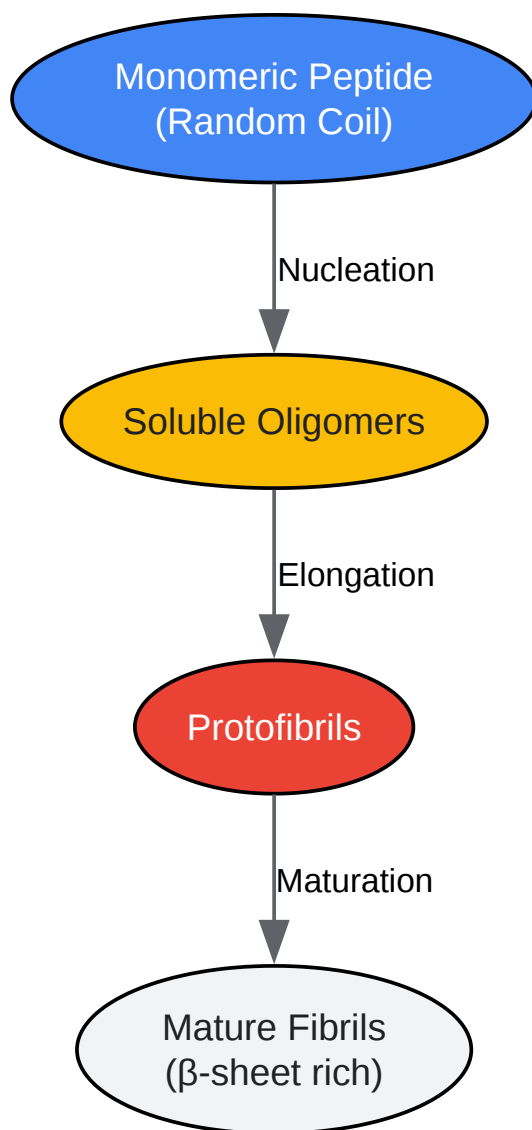 Monomeric Peptide
(Random Coil)
Nucleation
Soluble Oligomers
Elongation
Protofibrils
Maturation
Mature Fibrils
(β-sheet rich)